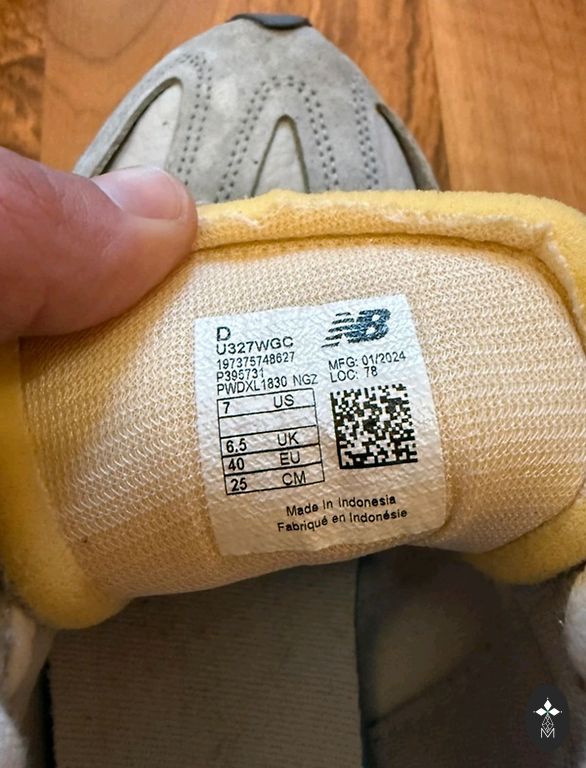 D
U327WGC
197375748627
P395731
PWDXL1830 NGZ
NB
MFG: 01/2024
LOC: 78
7 US
6.5 UK
40 EU
25 CM
Made in Indonesia
Fabriqué en Indonésie
M